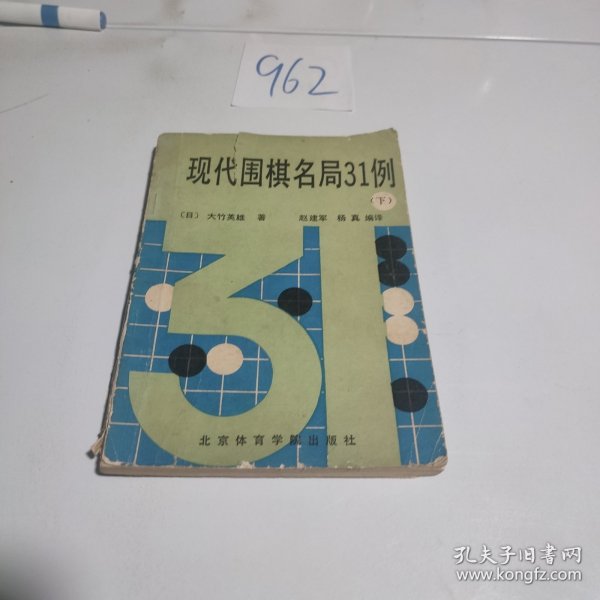 962
现代围棋名局31例
(下)
〔日〕 大竹英雄 著 赵建军 杨真 编译
31
北京体育学院出版社
孔夫子旧书网
www.kongfz.com